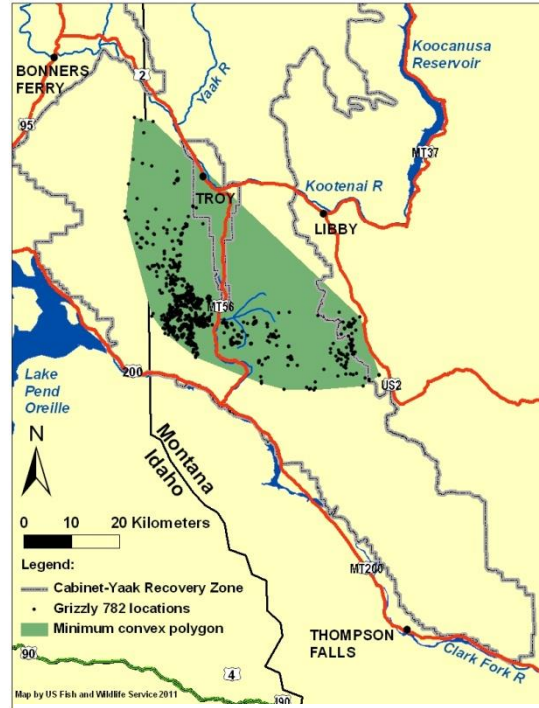 BONNERS
FERRY
2
95
Yaak R
Koocanusa
Reservoir
MT37
Kootenai R
TROY
LIBBY
MT56
200
US2
Lake
Pend
Oreille
N
Montana
Idaho
0 10 20 Kilometers
Legend:
Cabinet-Yaak Recovery Zone
Grizzly 782 locations
Minimum convex polygon
MT200
THOMPSON
FALLS
Clark Fork R
90
4
I90
Map by US Fish and Wildlife Service 2011